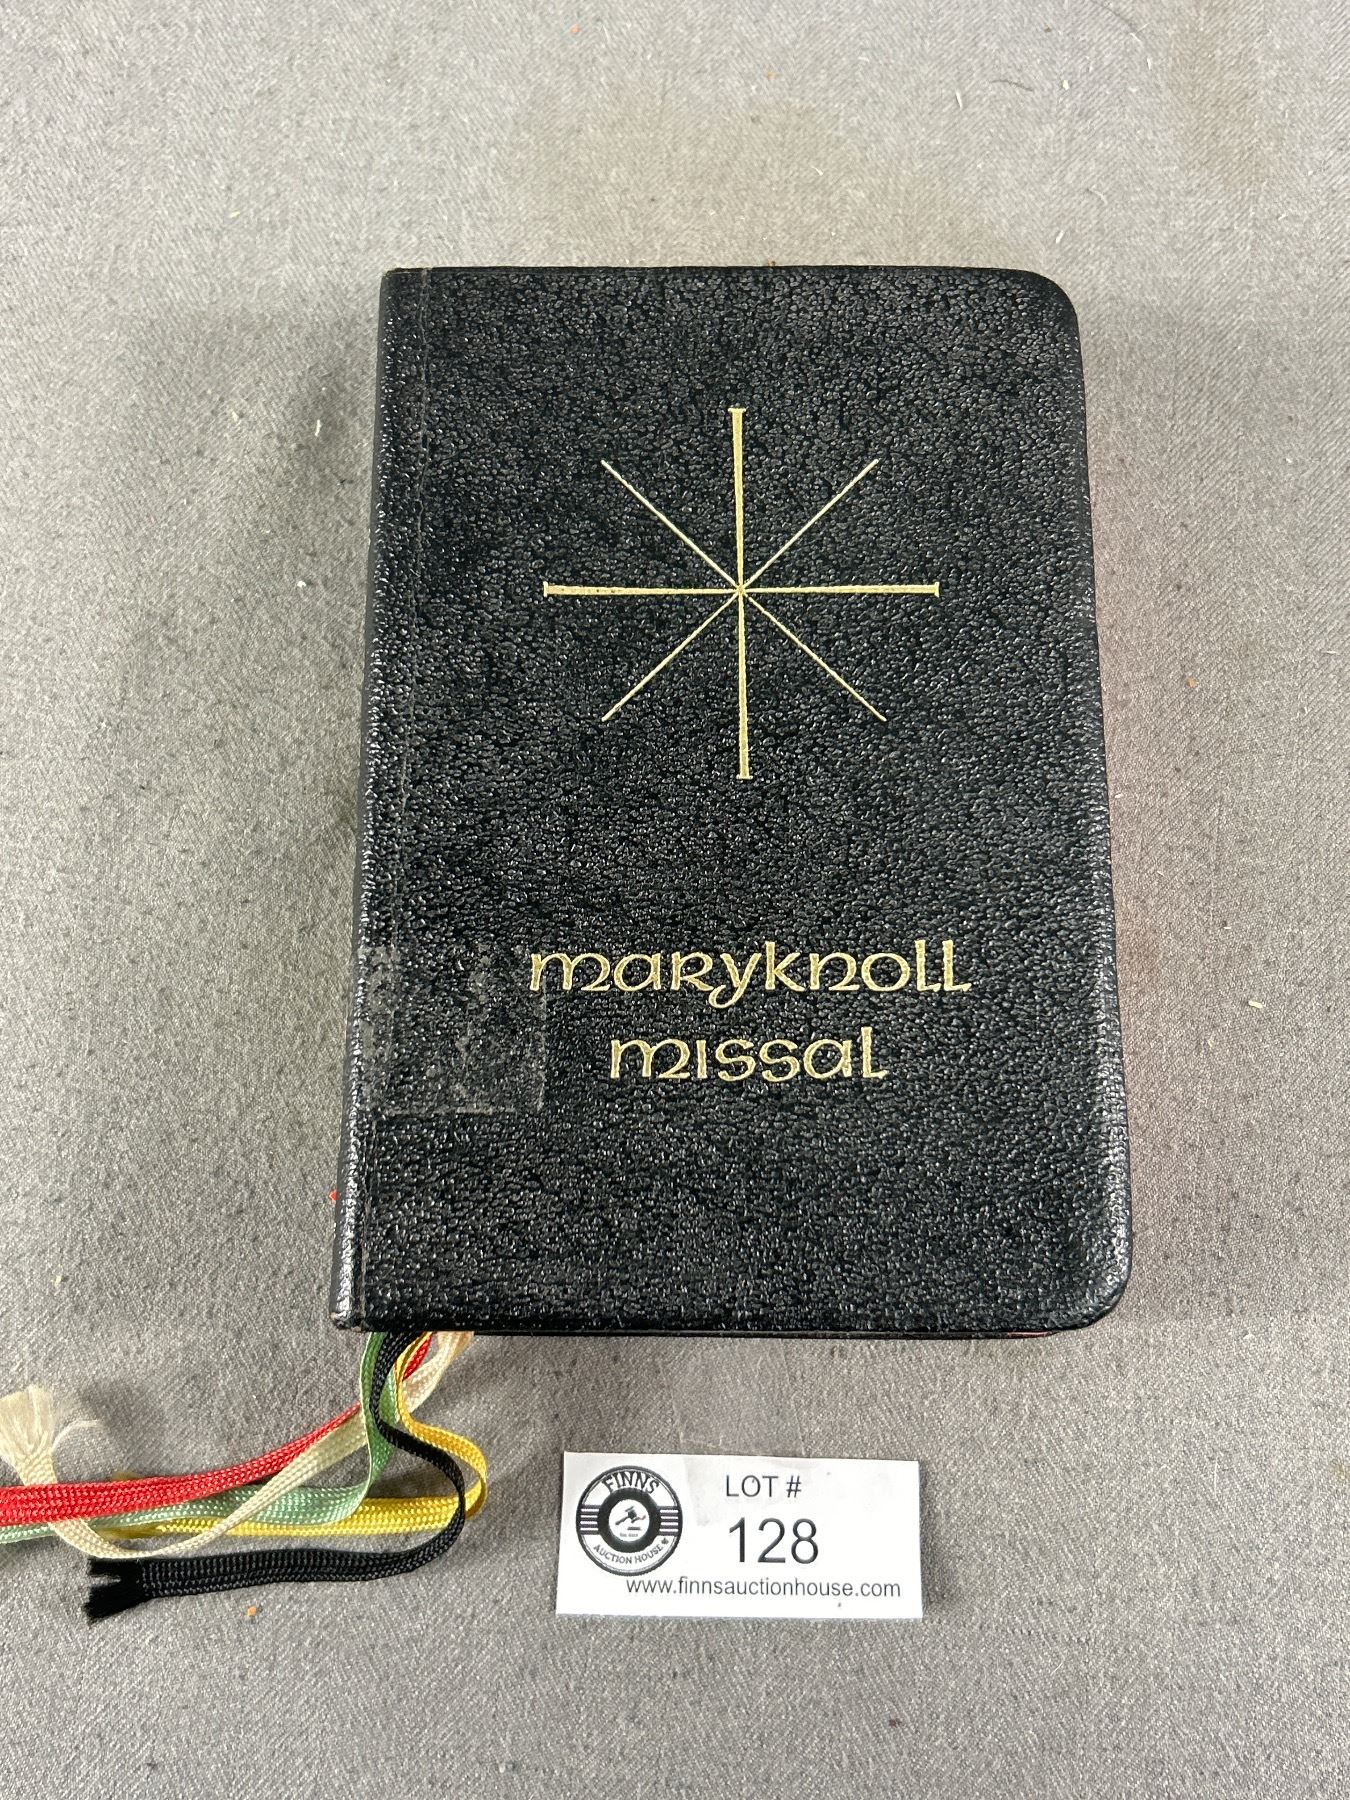 maryknoll
missal
FINNS
AUCTION HOUSE
LOT #
128
www.finnsauctionhouse.com